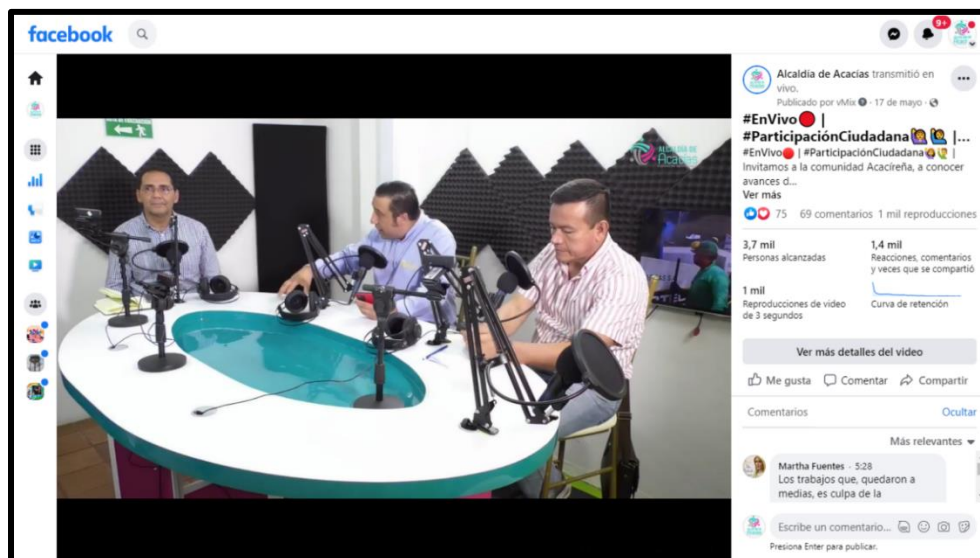 facebook
9+
ALCALDÍA DE
Acacías
Alcaldía de Acacías transmitió en
vivo.
Publicado por vMix · 17 de mayo ·
#EnVivo🔴 |
#ParticipaciónCiudadana🙋🙋‍♂️ |...
#EnVivo🔴 | #ParticipaciónCiudadana🙋🙋‍♂️ |
Invitamos a la comunidad Acacíreña, a conocer
avances d...
Ver más
75 69 comentarios 1 mil reproducciones
3,7 mil
Personas alcanzadas
1,4 mil
Reacciones, comentarios
y veces que se compartió
1 mil
Reproducciones de video
de 3 segundos
Curva de retención
Ver más detalles del video
Me gusta Comentar Compartir
Comentarios Ocultar
Más relevantes
Martha Fuentes · 5:28
Los trabajos que, quedaron a
medias, es culpa de la
Escribe un comentario...
Presiona Enter para publicar.